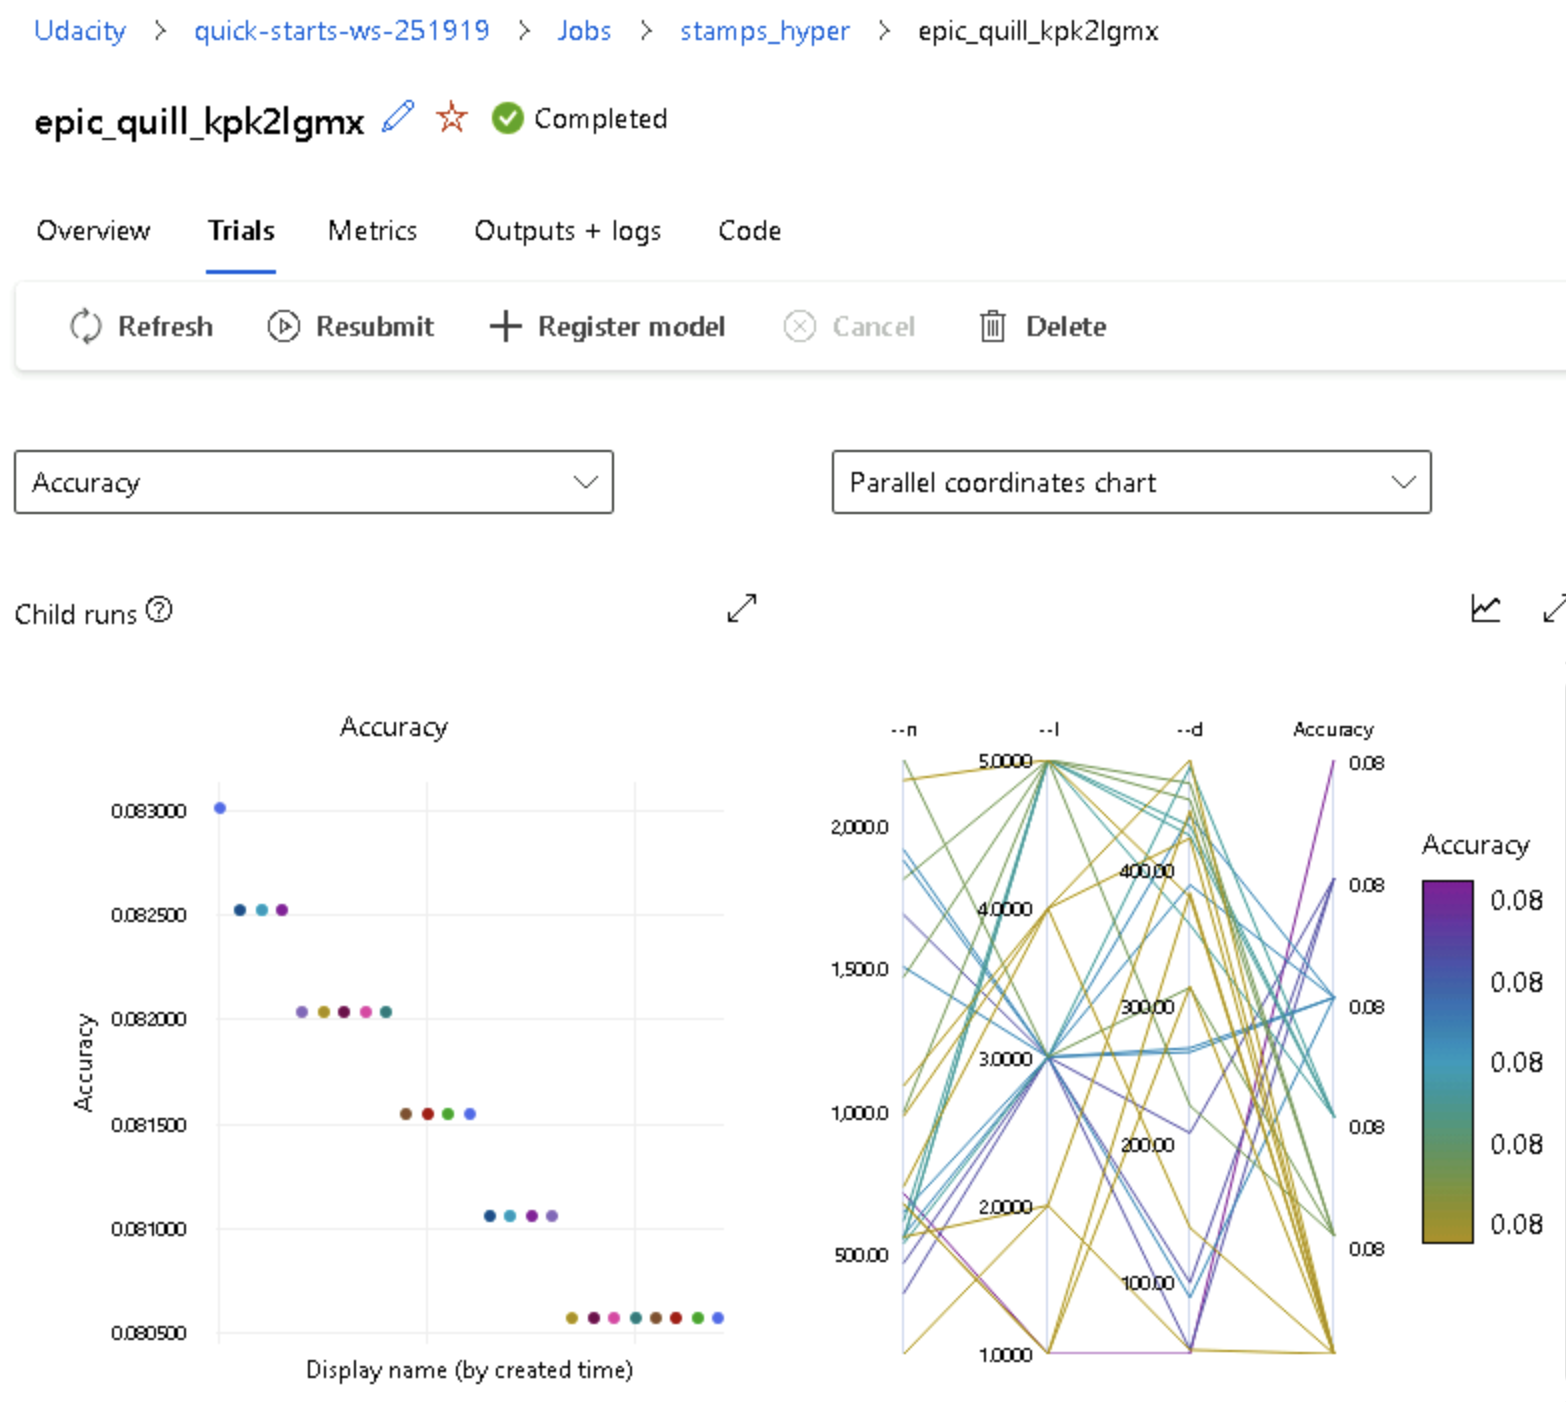 Udacity > quick-starts-ws-251919 > Jobs > stamps_hyper > epic_quill_kpk2lgmx
epic_quill_kpk2lgmx Completed
Overview Trials Metrics Outputs + logs Code
Refresh Resubmit Register model Cancel Delete
Accuracy
Parallel coordinates chart
Child runs
Accuracy
0.083000
0.082500
0.082000
0.081500
0.081000
0.080500
Accuracy
Display name (by created time)
--n --l --d Accuracy
2,000.0
1,500.0
1,000.0
500.00
5.0000
4.0000
3.0000
2.0000
1.0000
400.00
300.00
200.00
100.00
0.08
0.08
0.08
0.08
0.08
Accuracy
0.08
0.08
0.08
0.08
0.08